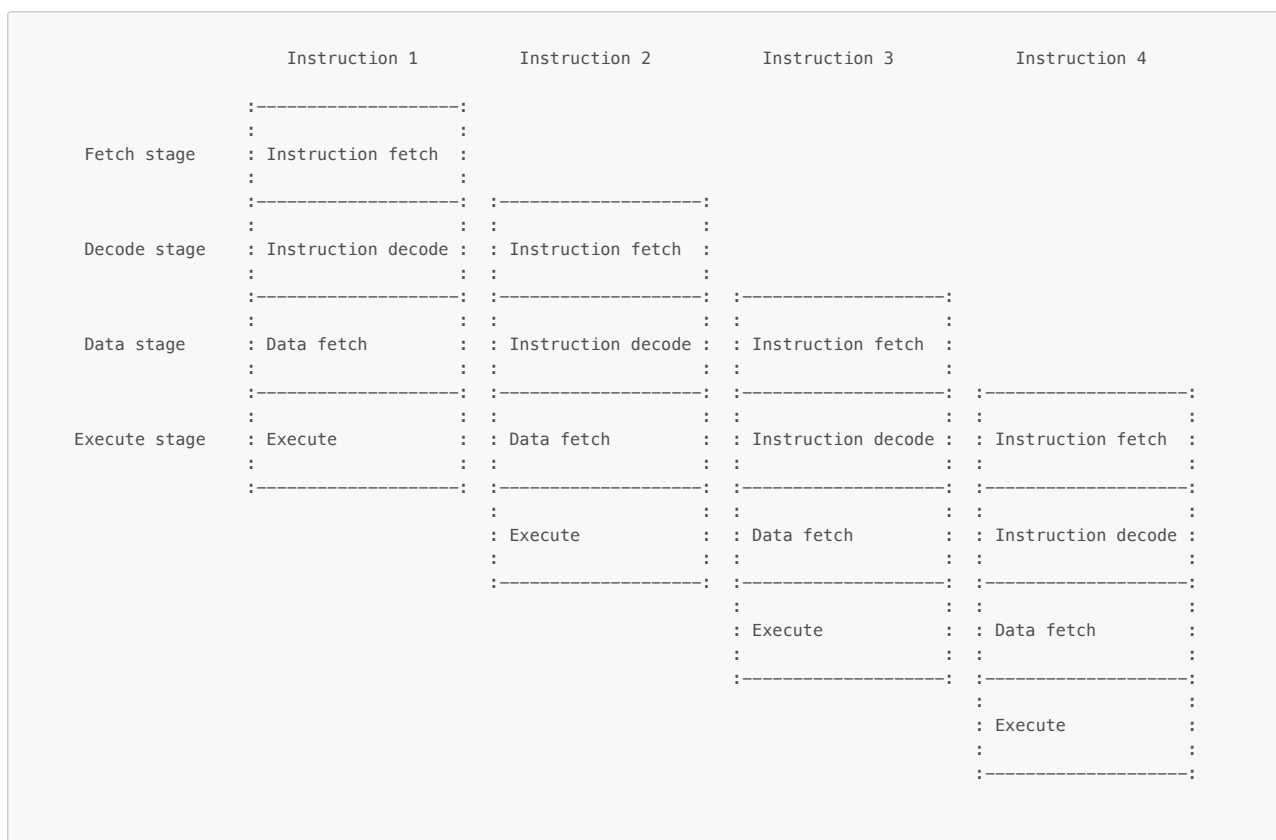 Instruction 1 Instruction 2 Instruction 3 Instruction 4
Fetch stage Instruction fetch
Decode stage Instruction decode Instruction fetch
Data stage Data fetch Instruction decode Instruction fetch
Execute stage Execute Data fetch Instruction decode Instruction fetch
Execute Data fetch Instruction decode
Execute Data fetch
Execute